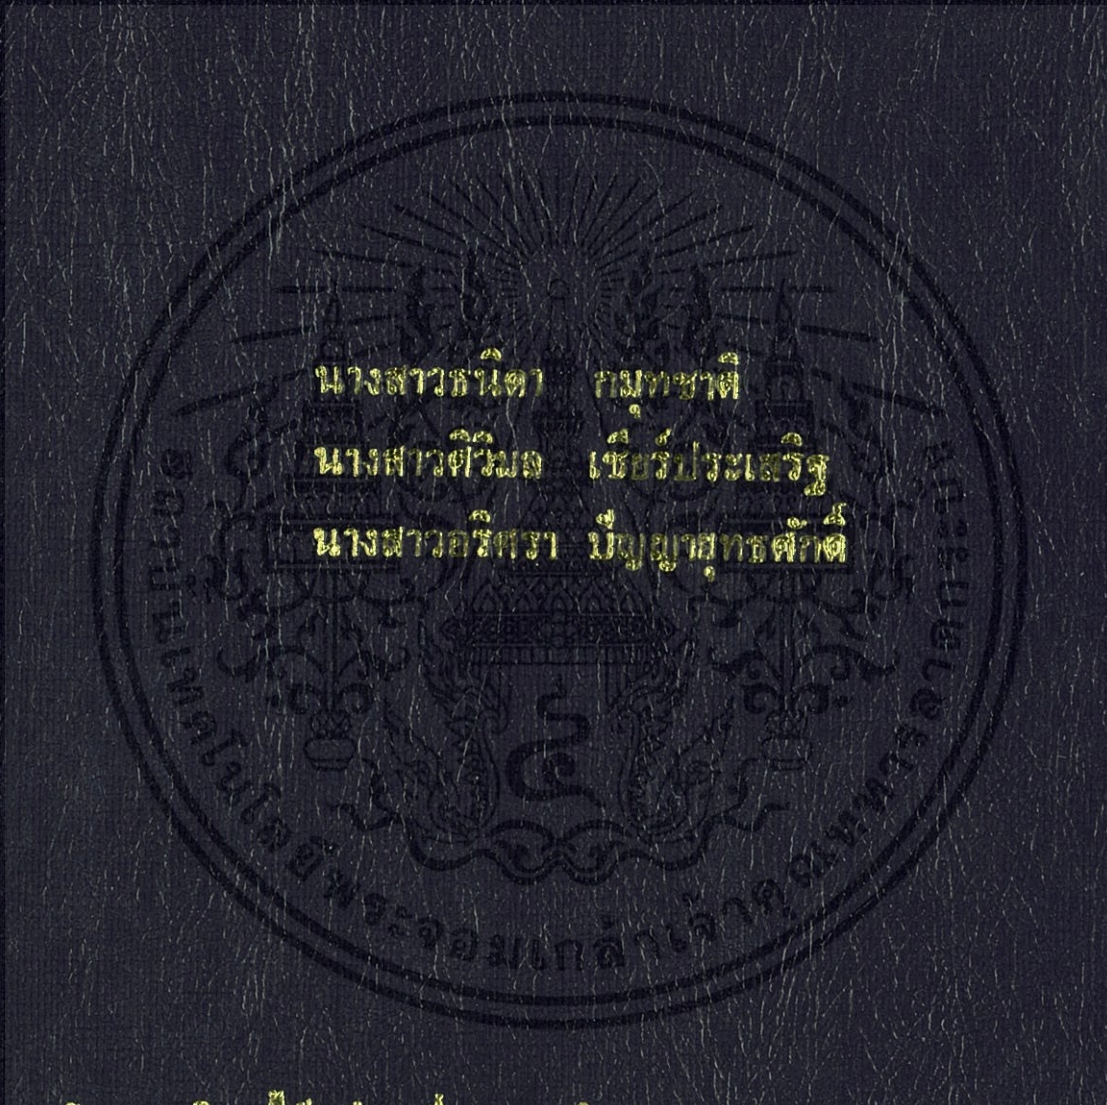 นางสาวธนิดา กมุทชาติ
นางสาวศิวิมล เชียร์ประเสริฐ
นางสาวอริศรา ปัญญายุทธศักดิ์
สถาบันเทคโนโลยีพระจอมเกล้าเจ้าคุณทหารลาดกระบัง